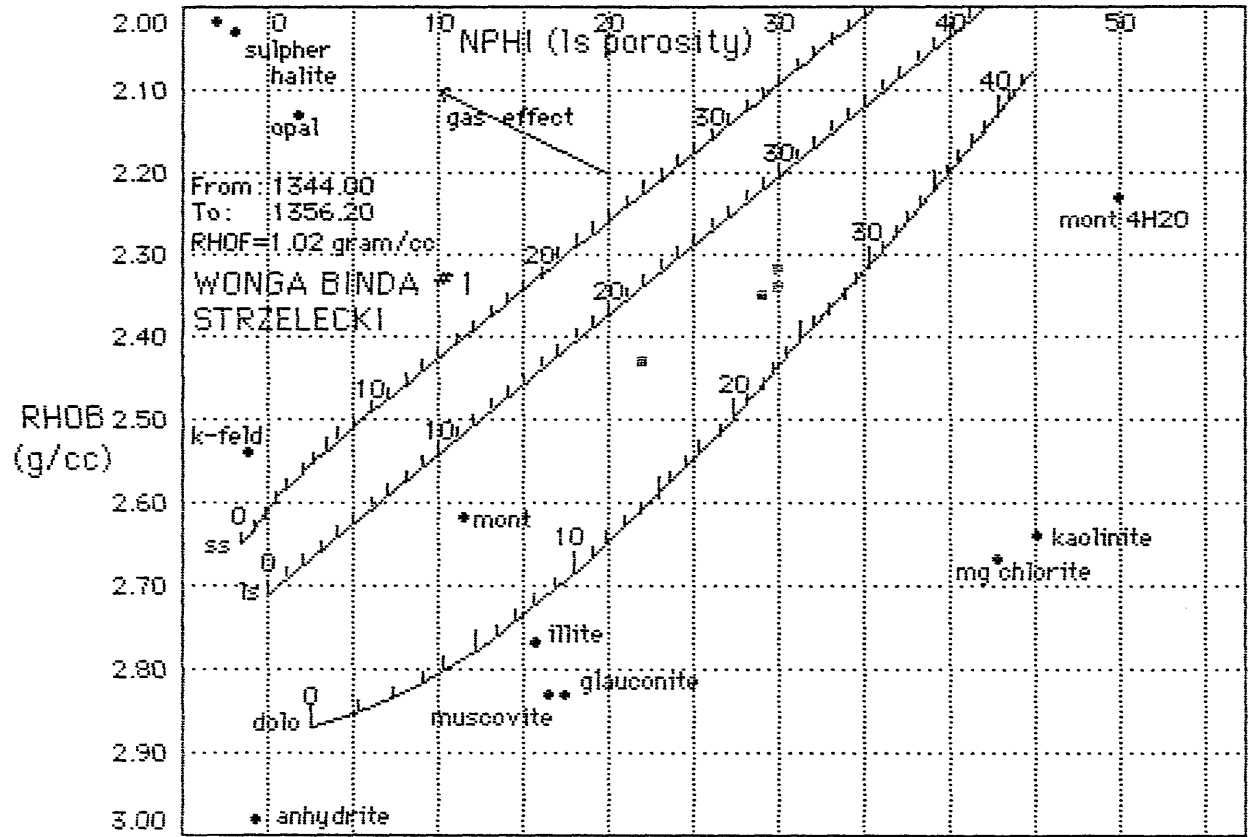 2.00 0 10 20 30 40 50
NPHI (ls porosity)
sulpher
halite
2.10
gas effect
opal
40
30
30
2.20
From: 1344.00
To: 1356.20
RHOF=1.02 gram/cc
mont 4H2O
30
2.30
20
WONGA BINDA #1
20
STRZELECKI
2.40
10
20
RHOB 2.50
(g/cc)
k-feld
10
2.60
0
mont
ss
10
kaolinite
0
mg chlorite
2.70
ls
illite
2.80
glauconite
0
muscovite
dolo
2.90
3.00
anhydrite